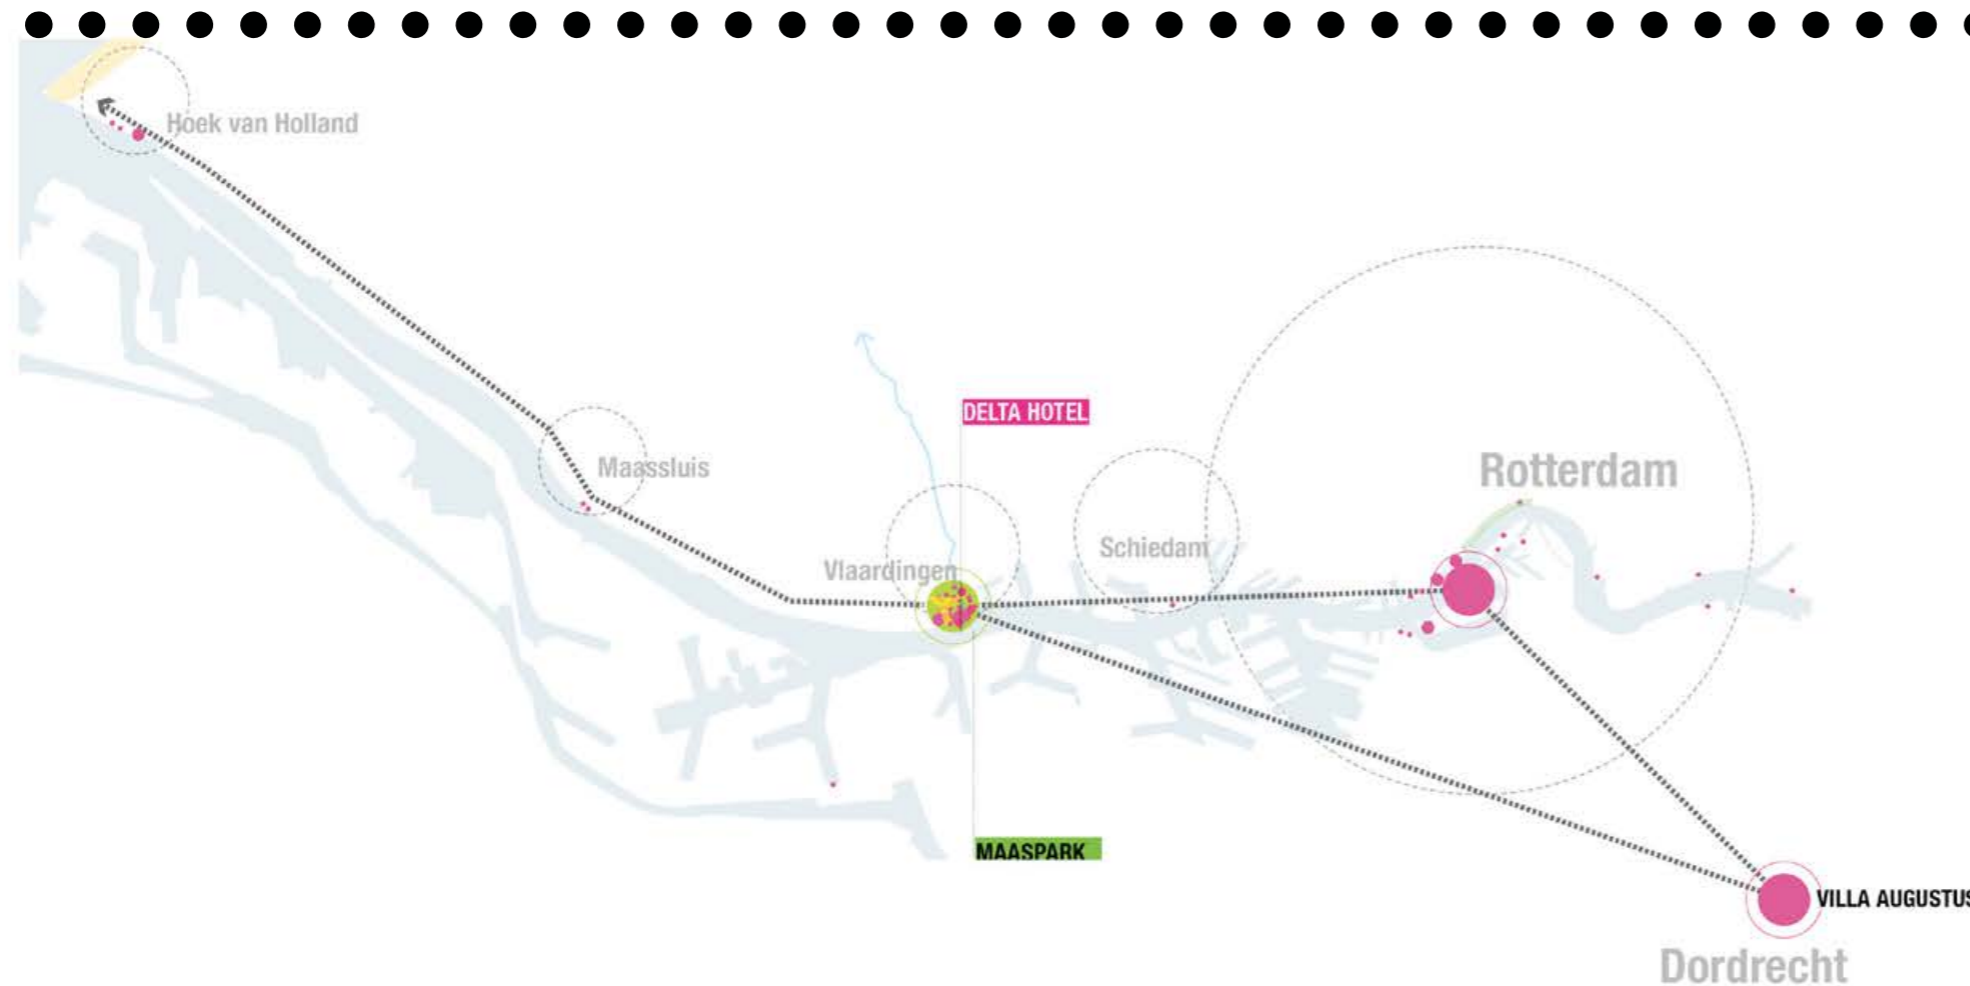 Hoek van Holland
DELTA HOTEL
Rotterdam
Maassluis
Schiedam
Vlaardingen
MAASPARK
VILLA AUGUSTUS
Dordrecht